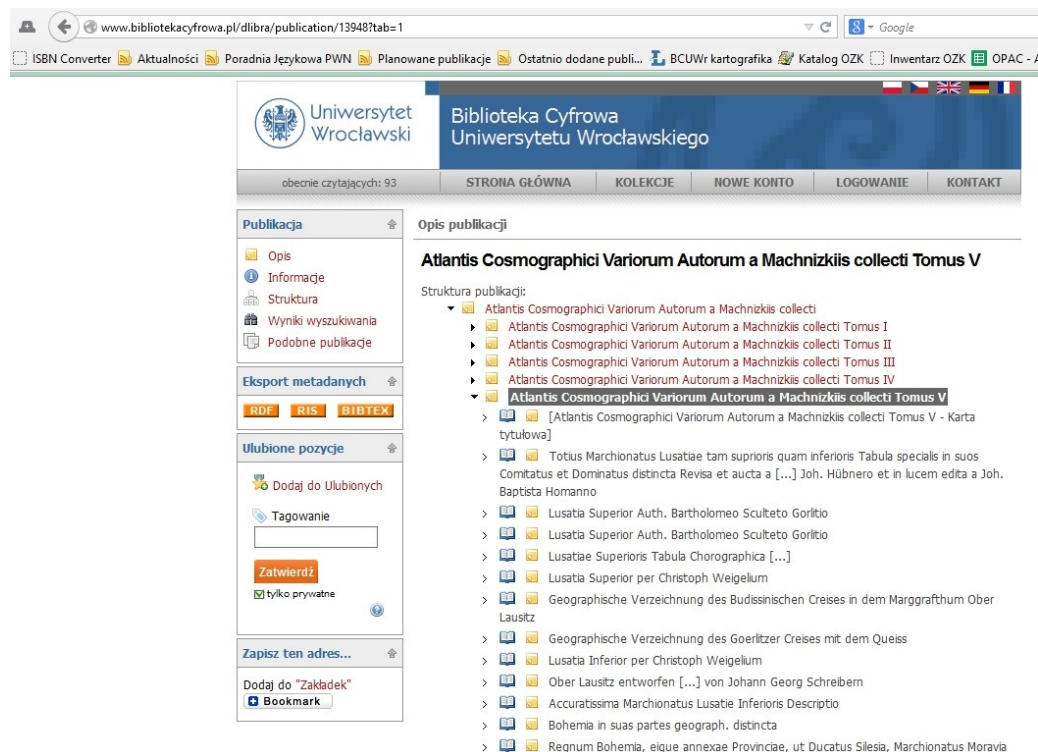 www.bibliotekacyfrowa.pl/dlibra/publication/13948?tab=1
Google
ISBN Converter Aktualności Poradnia Językowa PWN Planowane publikacje Ostatnio dodane publi... BCUWr kartografika Katalog OZK Inwentarz OZK OPAC - A
Uniwersytet
Wrocławski
Biblioteka Cyfrowa
Uniwersytetu Wrocławskiego
obecnie czytających: 93
STRONA GŁÓWNA KOLEKCJE NOWE KONTO LOGOWANIE KONTAKT
Publikacja
Opis
Informacje
Struktura
Wyniki wyszukiwania
Podobne publikacje
Eksport metadanych
RDF RIS BIBTEX
Ulubione pozycje
Dodaj do Ulubionych
Tagowanie
Zatwierdź
tylko prywatne
Zapisz ten adres...
Dodaj do "Zakładek"
Bookmark
Opis publikacji
Atlantis Cosmographici Variorum Autorum a Machnizkiis collecti Tomus V
Struktura publikacji:
Atlantis Cosmographici Variorum Autorum a Machnizkiis collecti
Atlantis Cosmographici Variorum Autorum a Machnizkiis collecti Tomus I
Atlantis Cosmographici Variorum Autorum a Machnizkiis collecti Tomus II
Atlantis Cosmographici Variorum Autorum a Machnizkiis collecti Tomus III
Atlantis Cosmographici Variorum Autorum a Machnizkiis collecti Tomus IV
Atlantis Cosmographici Variorum Autorum a Machnizkiis collecti Tomus V
[Atlantis Cosmographici Variorum Autorum a Machnizkiis collecti Tomus V - Karta
tytułowa]
Totius Marchionatus Lusatiae tam suprioris quam inferioris Tabula specialis in suos
Comitatus et Dominatus distincta Revisa et aucta a [...] Joh. Hübnero et in lucem edita a Joh.
Baptista Homanno
Lusatia Superior Auth. Bartholomeo Sculteto Gorlitio
Lusatia Superior Auth. Bartholomeo Sculteto Gorlitio
Lusatiae Superioris Tabula Chorographica [...]
Lusatia Superior per Christoph Weigelium
Geographische Verzeichnung des Budissinischen Creises in dem Marggrafthum Ober
Lausitz
Geographische Verzeichnung des Goerlitzer Creises mit dem Queiss
Lusatia Inferior per Christoph Weigelium
Ober Lausitz entworfen [...] von Johann Georg Schreibern
Accuratissima Marchionatus Lusatie Inferioris Descriptio
Bohemia in suas partes geograph. distincta
Regnum Bohemia, eique annexae Provinciae, ut Ducatus Silesia, Marchionatus Moravia